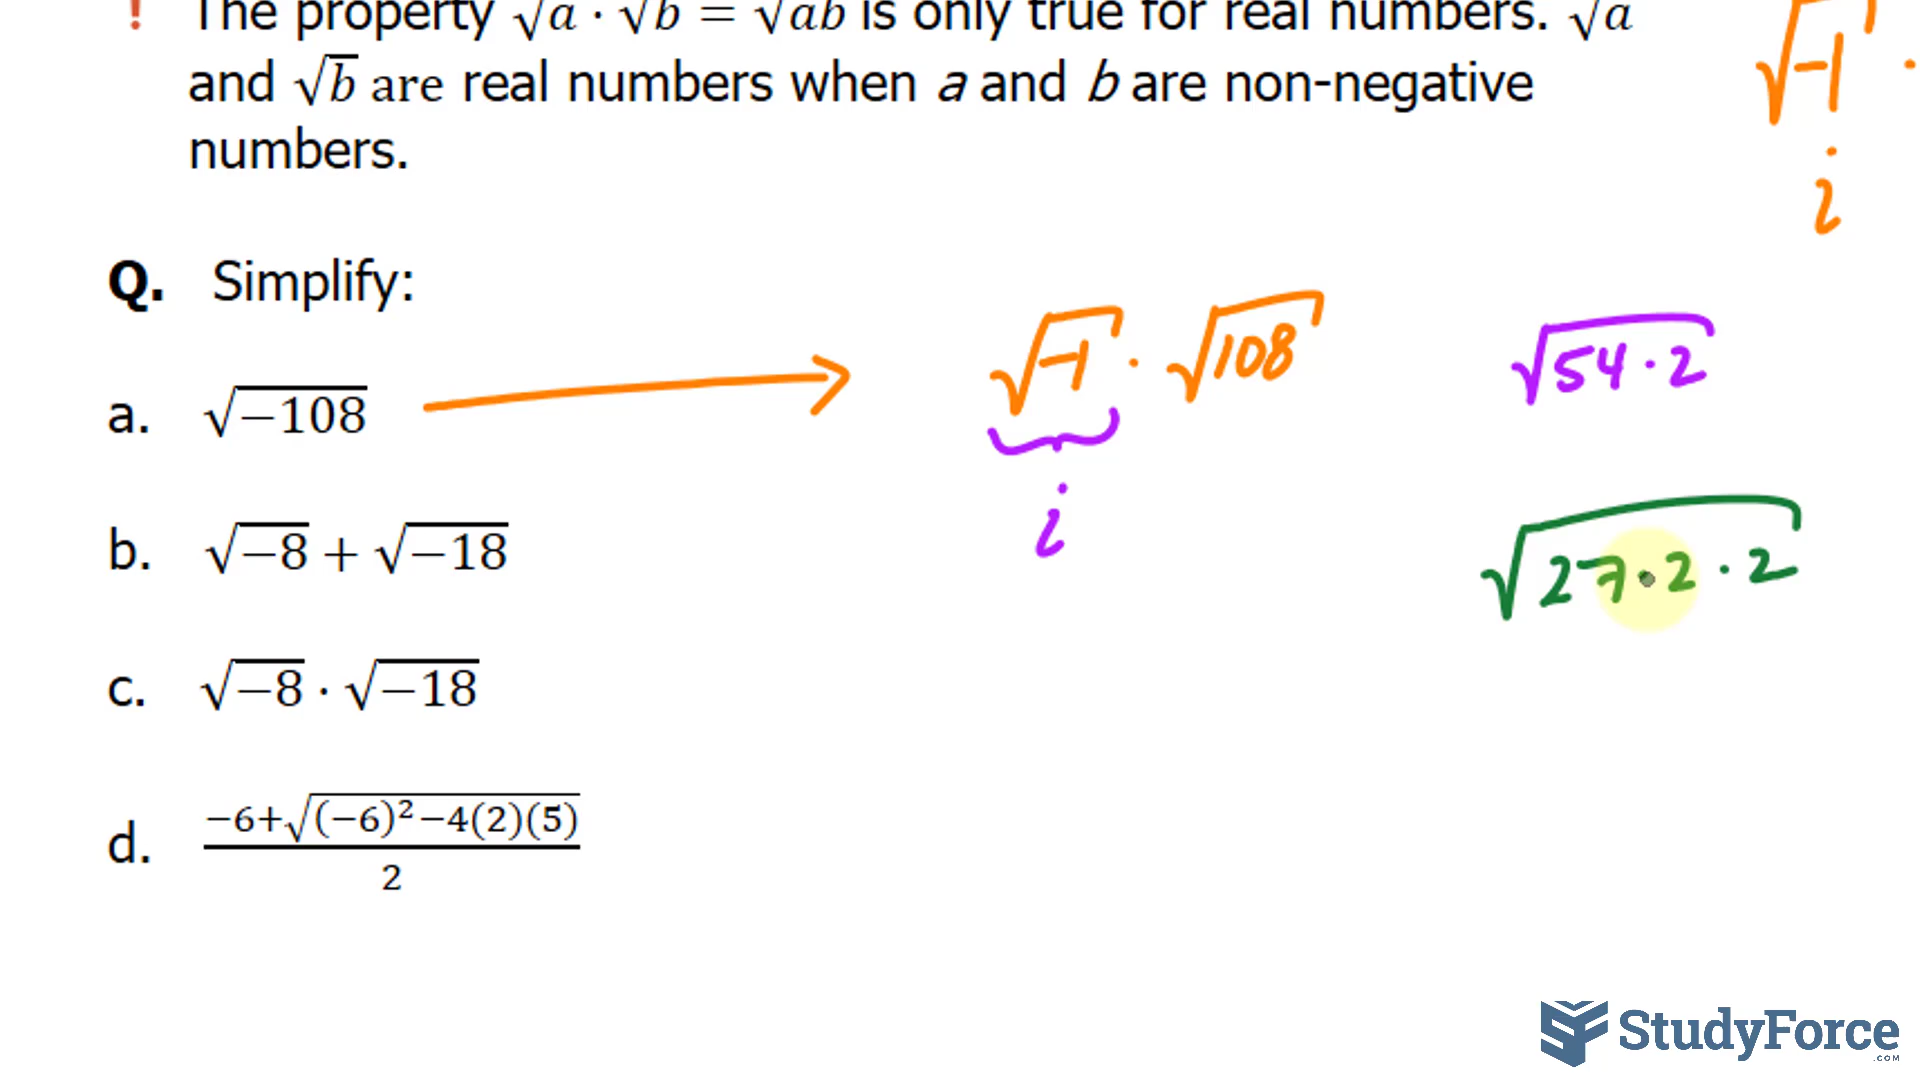 ! The property √a · √b = √ab is only true for real numbers. √a
and √b are real numbers when a and b are non-negative
numbers.
√-1 ·
i
Q. Simplify:
a. √−108
√-1 · √108
i
√54·2
b. √−8 + √−18
√27·2·2
c. √−8 · √−18
d. −6+√(−6)²−4(2)(5)
2
StudyForce
.COM